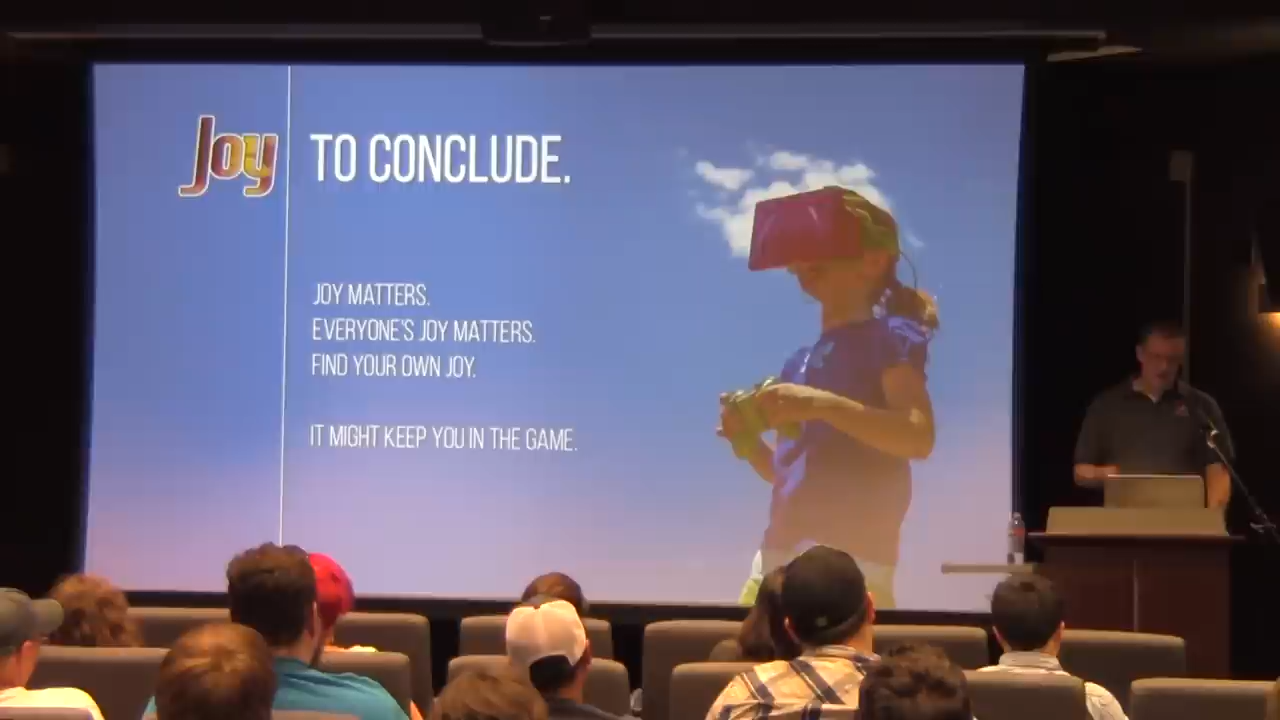 Joy
TO CONCLUDE.
JOY MATTERS.
EVERYONE'S JOY MATTERS.
FIND YOUR OWN JOY.
IT MIGHT KEEP YOU IN THE GAME.